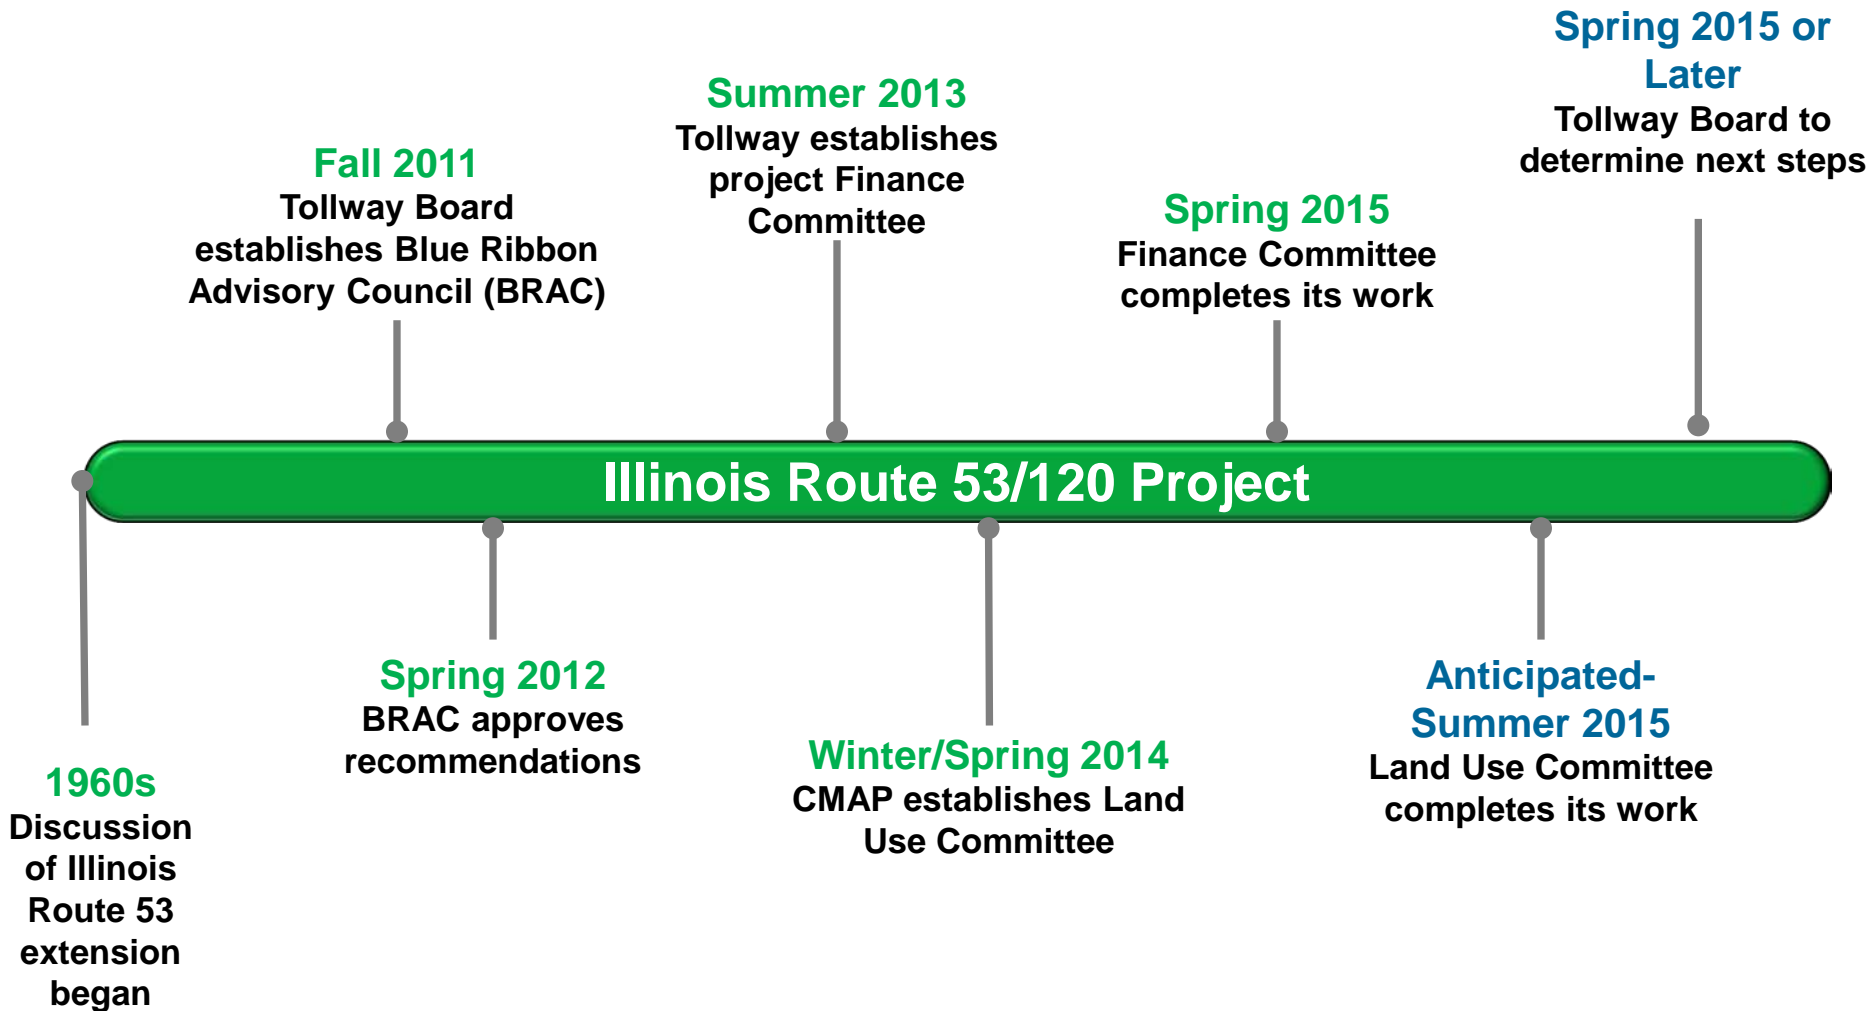 Spring 2015 or
Later
Tollway Board to
determine next steps
Summer 2013
Tollway establishes
project Finance
Committee
Fall 2011
Tollway Board
establishes Blue Ribbon
Advisory Council (BRAC)
Spring 2015
Finance Committee
completes its work
Illinois Route 53/120 Project
Spring 2012
BRAC approves
recommendations
Winter/Spring 2014
CMAP establishes Land
Use Committee
Anticipated-
Summer 2015
Land Use Committee
completes its work
1960s
Discussion
of Illinois
Route 53
extension
began